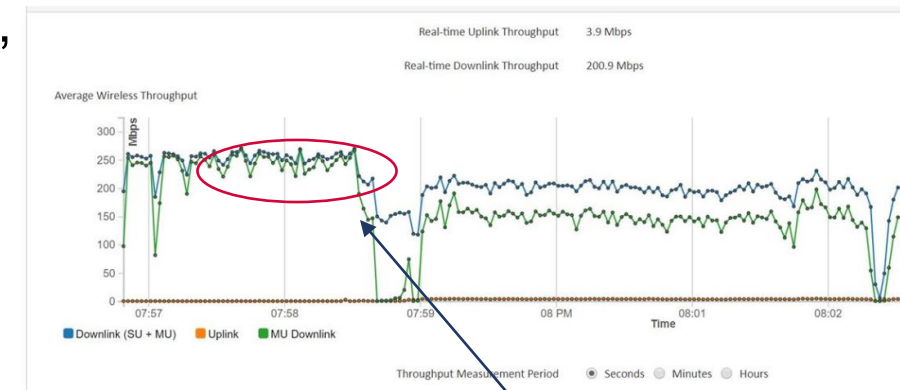 ,
Real-time Uplink Throughput 3.9 Mbps
Real-time Downlink Throughput 200.9 Mbps
Average Wireless Throughput
Mbps
300
250
200
150
100
50
0
07:57 07:58 07:59 08 PM 08:01 08:02
Time
Downlink (SU + MU) Uplink MU Downlink
Throughput Measurement Period Seconds Minutes Hours